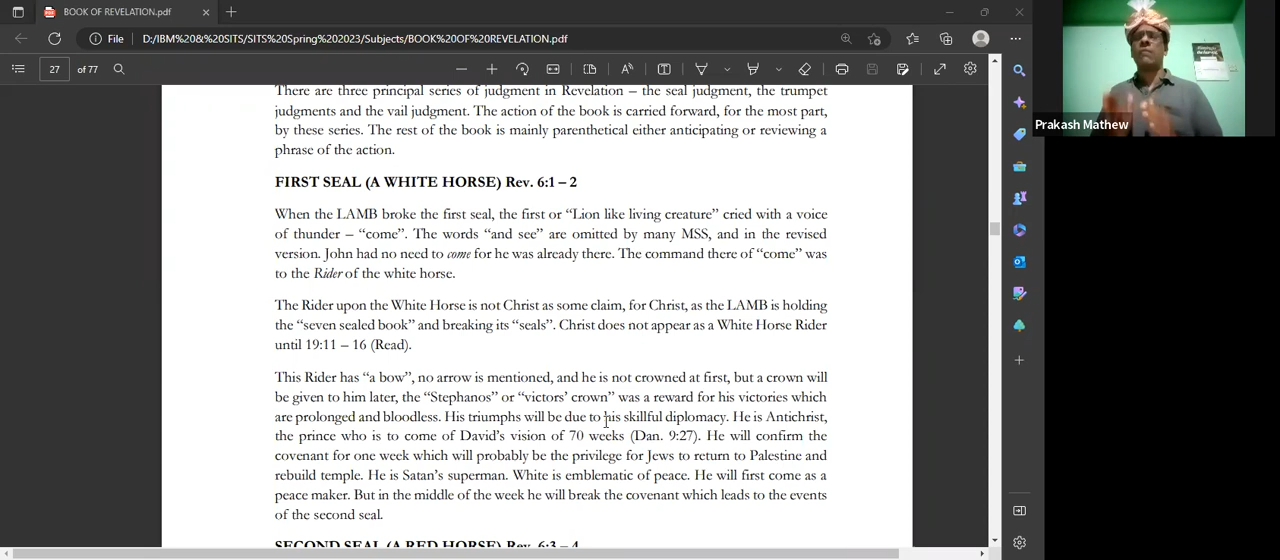 BOOK OF REVELATION.pdf
File
D:/IBM%20&%20SITS/SITS%20Spring%202023/Subjects/BOOK%20OF%20REVELATION.pdf
27 of 77
There are three principal series of judgment in Revelation – the seal judgment, the trumpet
judgments and the vail judgment. The action of the book is carried forward, for the most part,
by these series. The rest of the book is mainly parenthetical either anticipating or reviewing a
phrase of the action.
FIRST SEAL (A WHITE HORSE) Rev. 6:1 – 2
When the LAMB broke the first seal, the first or “Lion like living creature” cried with a voice
of thunder – “come”. The words “and see” are omitted by many MSS, and in the revised
version. John had no need to come for he was already there. The command there of “come” was
to the Rider of the white horse.
The Rider upon the White Horse is not Christ as some claim, for Christ, as the LAMB is holding
the “seven sealed book” and breaking its “seals”. Christ does not appear as a White Horse Rider
until 19:11 – 16 (Read).
This Rider has “a bow”, no arrow is mentioned, and he is not crowned at first, but a crown will
be given to him later, the “Stephanos” or “victors’ crown” was a reward for his victories which
are prolonged and bloodless. His triumphs will be due to his skillful diplomacy. He is Antichrist,
the prince who is to come of David’s vision of 70 weeks (Dan. 9:27). He will confirm the
covenant for one week which will probably be the privilege for Jews to return to Palestine and
rebuild temple. He is Satan’s superman. White is emblematic of peace. He will first come as a
peace maker. But in the middle of the week he will break the covenant which leads to the events
of the second seal.
SECOND SEAL (A RED HORSE) Rev. 6:3 – 4
Prakash Mathew